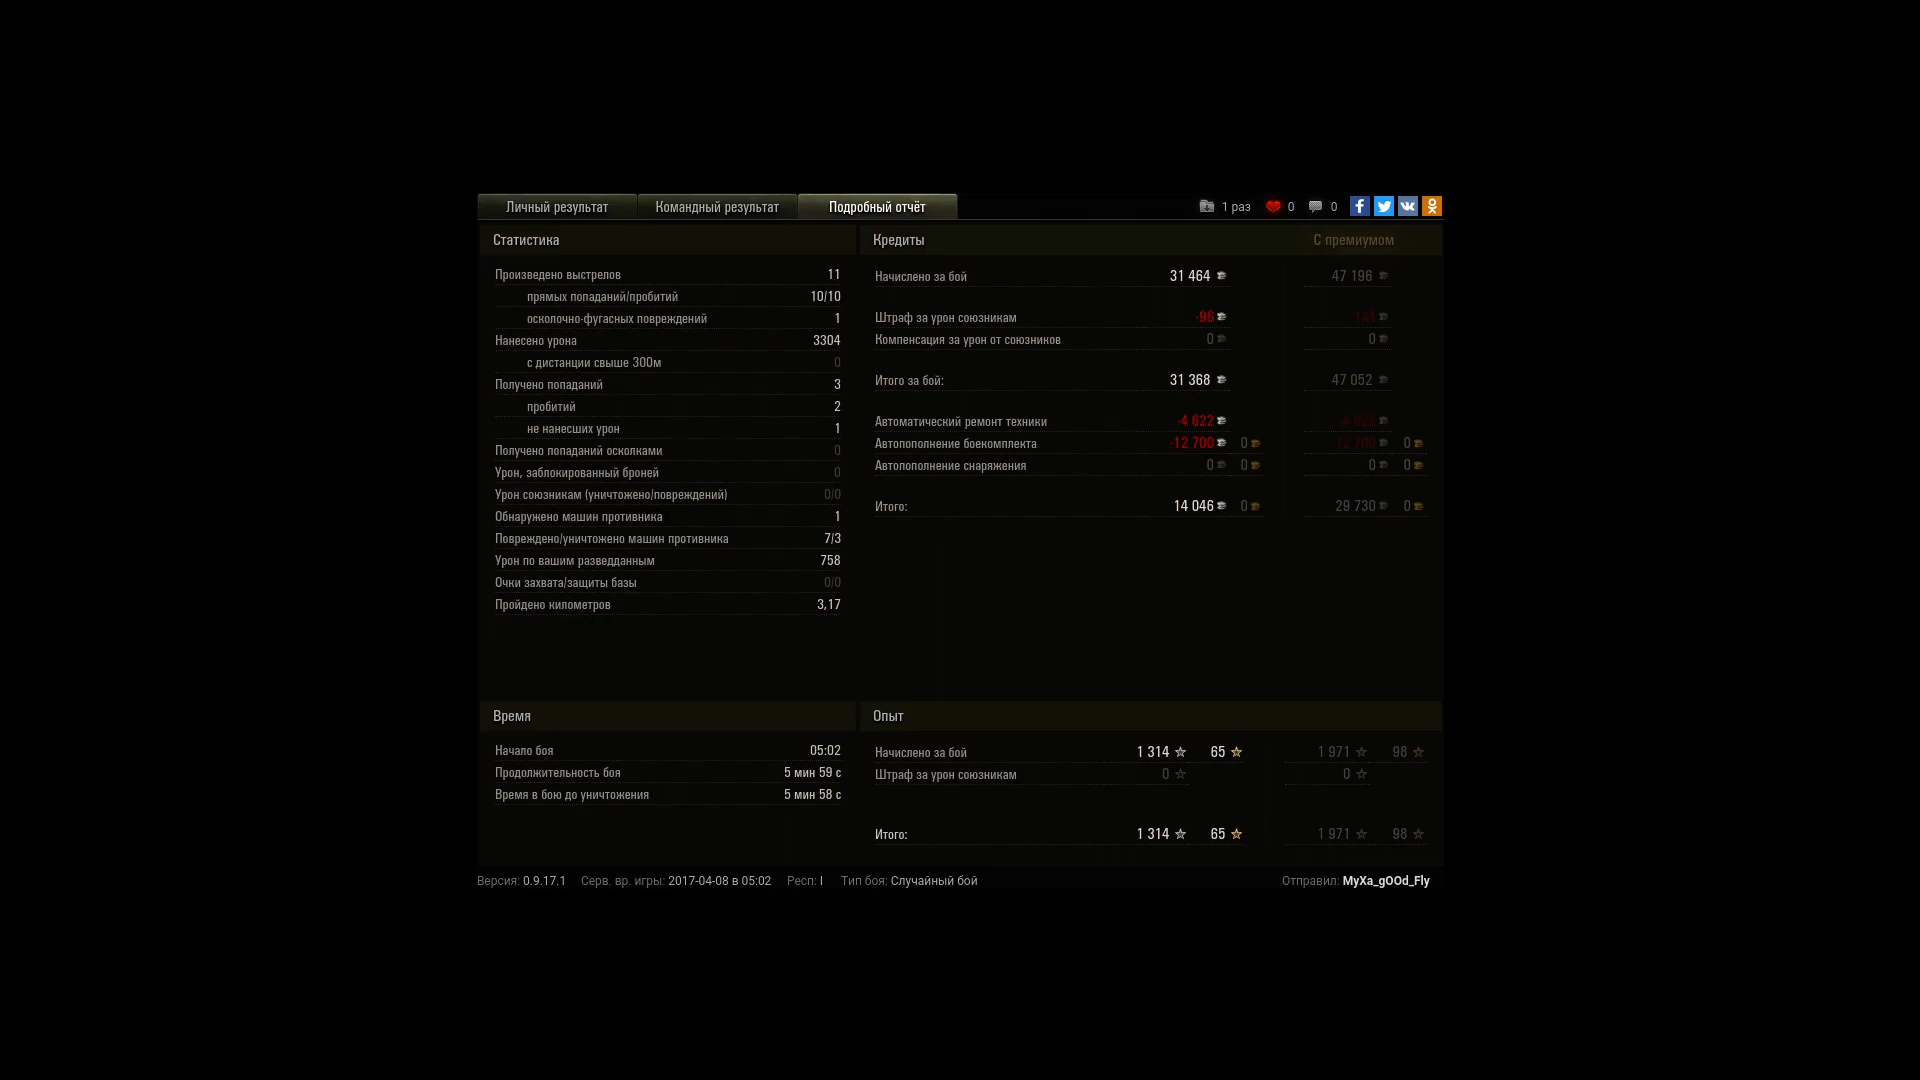 Личный результат Командный результат Подробный отчёт 1 раз 0 0
Статистика
Произведено выстрелов 11
прямых попаданий/пробитий 10/10
осколочно-фугасных повреждений 1
Нанесено урона 3304
с дистанции свыше 300м 0
Получено попаданий 3
пробитий 2
не нанесших урон 1
Получено попаданий осколками 0
Урон, заблокированный броней 0
Урон союзникам (уничтожено/повреждений) 0/0
Обнаружено машин противника 1
Повреждено/уничтожено машин противника 7/3
Урон по вашим разведданным 758
Очки захвата/защиты базы 0/0
Пройдено километров 3,17
Кредиты С премиумом
Начислено за бой 31 464 47 196
Штраф за урон союзникам -96 -144
Компенсация за урон от союзников 0 0
Итого за бой: 31 368 47 052
Автоматический ремонт техники -4 622 -4 622
Автопополнение боекомплекта -12 700 0 -12 700 0
Автопополнение снаряжения 0 0 0 0
Итого: 14 046 0 29 730 0
Время
Начало боя 05:02
Продолжительность боя 5 мин 59 с
Время в бою до уничтожения 5 мин 58 с
Опыт
Начислено за бой 1 314 65 1 971 98
Штраф за урон союзникам 0 0
Итого: 1 314 65 1 971 98
Версия: 0.9.17.1 Серв. вр. игры: 2017-04-08 в 05:02 Респ: I Тип боя: Случайный бой Отправил: MyXa_gOOd_Fly